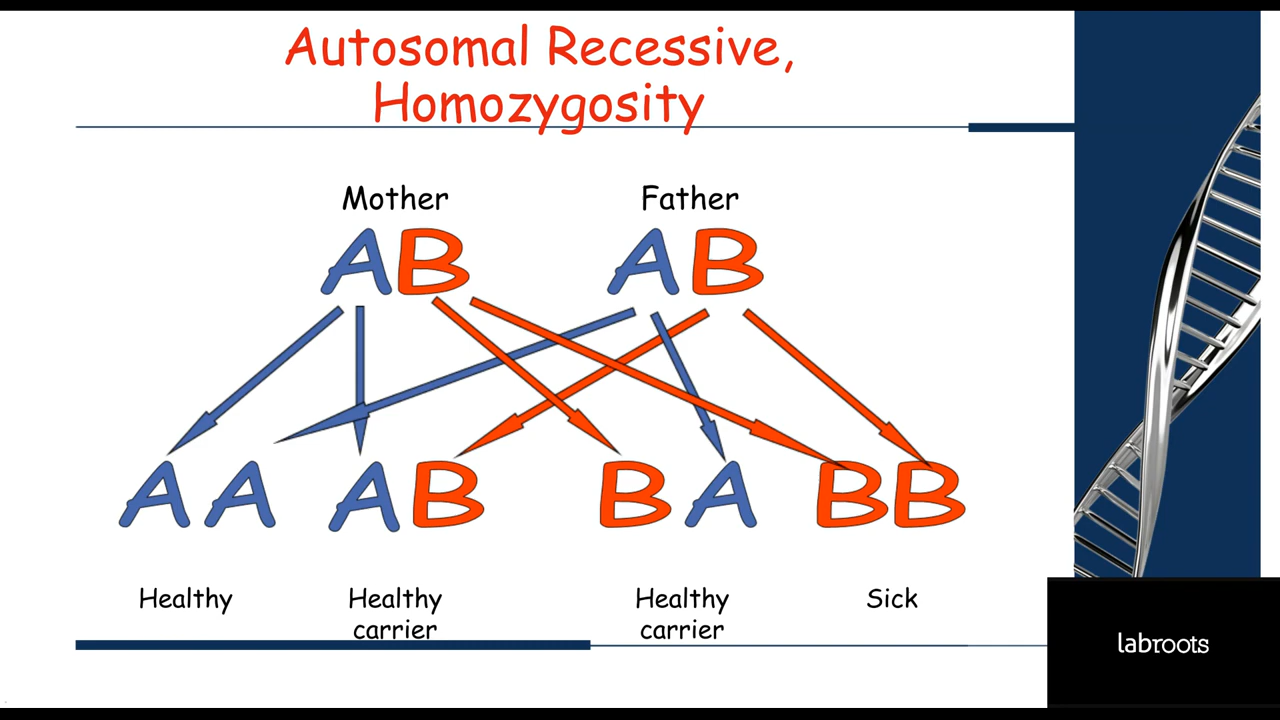 Autosomal Recessive,
Homozygosity
Mother Father
AB AB
AA AB BA BB
Healthy Healthy carrier Healthy carrier Sick
labroots